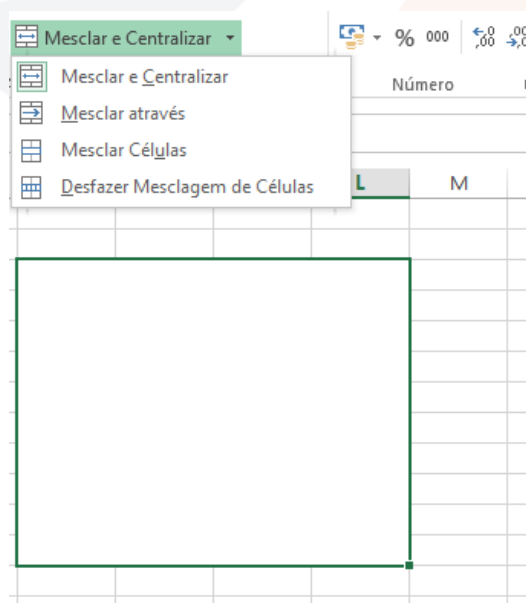 Mesclar e Centralizar
% 000
Mesclar e Centralizar
Mesclar através
Mesclar Células
Desfazer Mesclagem de Células
Número
L M